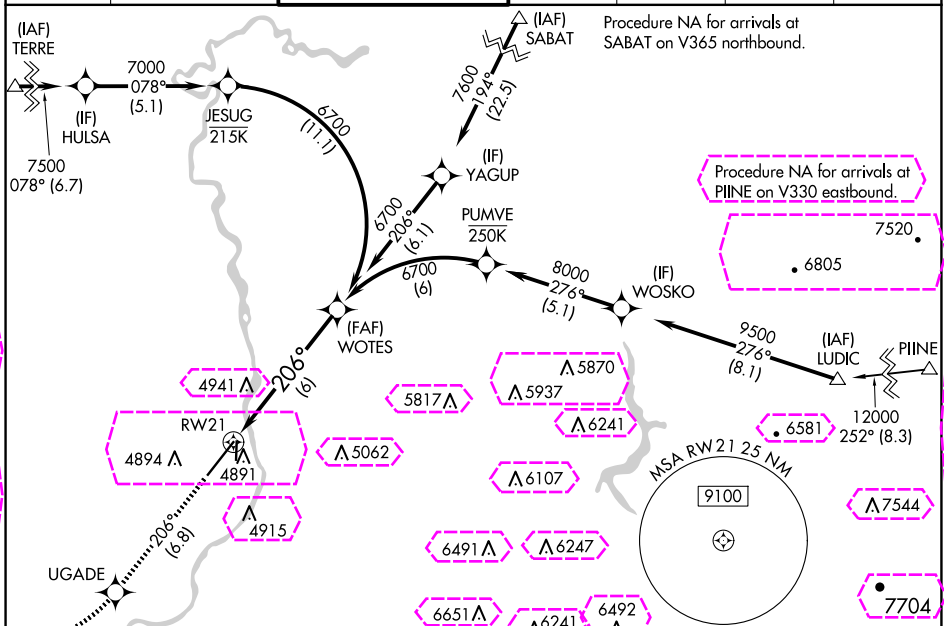 (IAF)
TERRE
7000
078°
(5.1)
(IF)
HULSA
7500
078° (6.7)
JESUG
215K
6700
(11.1)
(IAF)
SABAT
Procedure NA for arrivals at
SABAT on V365 northbound.
7600
194°
(22.5)
(IF)
YAGUP
6700
206°
(6.1)
Procedure NA for arrivals at
PIINE on V330 eastbound.
7520
6805
PUMVE
250K
6700
(6)
8000
276°
(5.1)
(IF)
WOSKO
9500
276°
(8.1)
(IAF)
LUDIC
PIINE
12000
252° (8.3)
(FAF)
WOTES
206°
(6)
4941
RW21
4894
4891
4915
5062
5817
5870
5937
6241
6581
6107
MSA RW21 25 NM
9100
7544
206°
(6.8)
6491
6247
UGADE
6651
6241
6492
7704